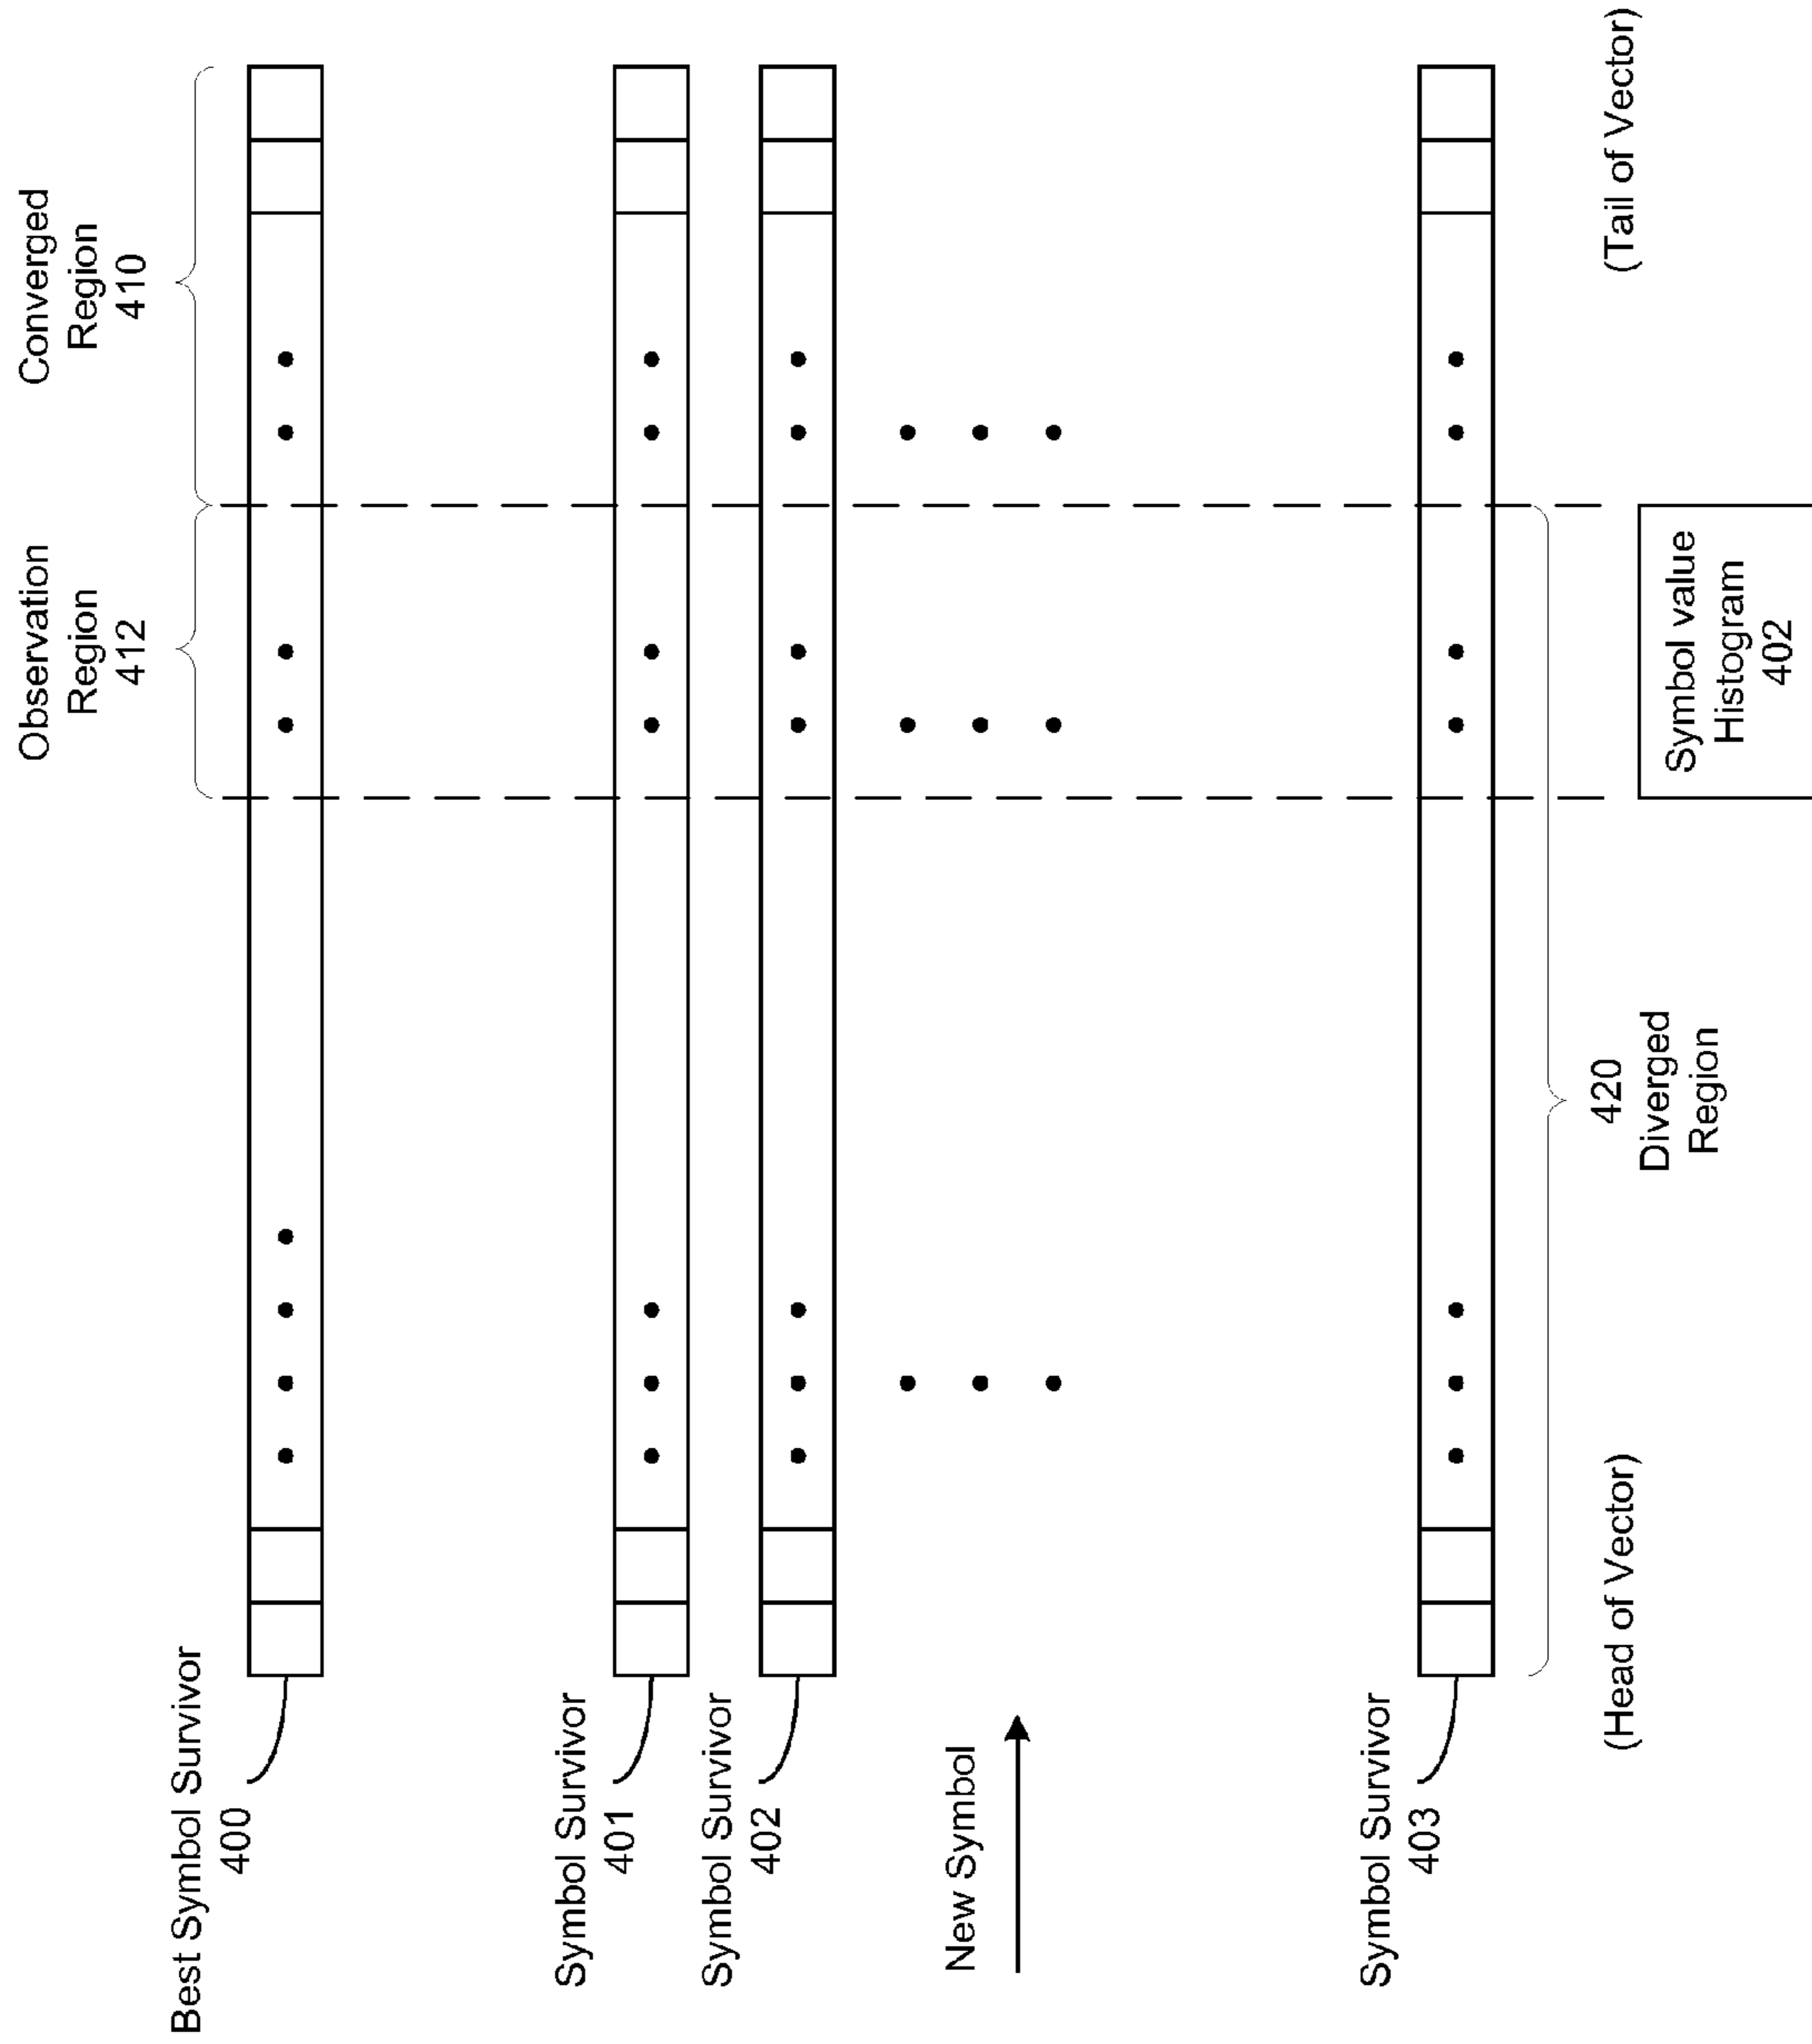 Observation
Region
412
Converged
Region
410
Best Symbol Survivor
400
Symbol Survivor
401
Symbol Survivor
402
New Symbol
Symbol Survivor
403
(Head of Vector)
420
Diverged
Region
(Tail of Vector)
Symbol value
Histogram
402